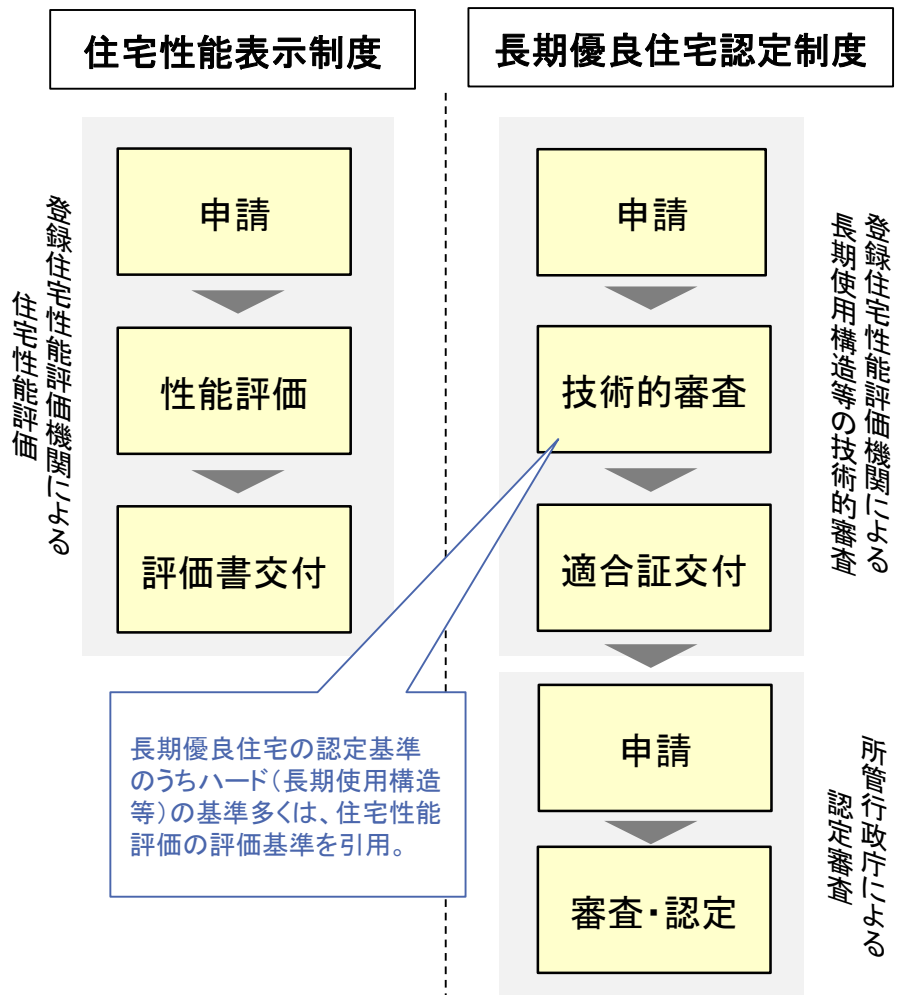 住宅性能表示制度
登録住宅性能評価機関による
住宅性能評価
申請
性能評価
評価書交付
長期優良住宅認定制度
申請
技術的審査
適合証交付
登録住宅性能評価機関による
長期使用構造等の技術的審査
長期優良住宅の認定基準
のうちハード(長期使用構造
等)の基準多くは、住宅性能
評価の評価基準を引用。
申請
審査・認定
所管行政庁による
認定審査